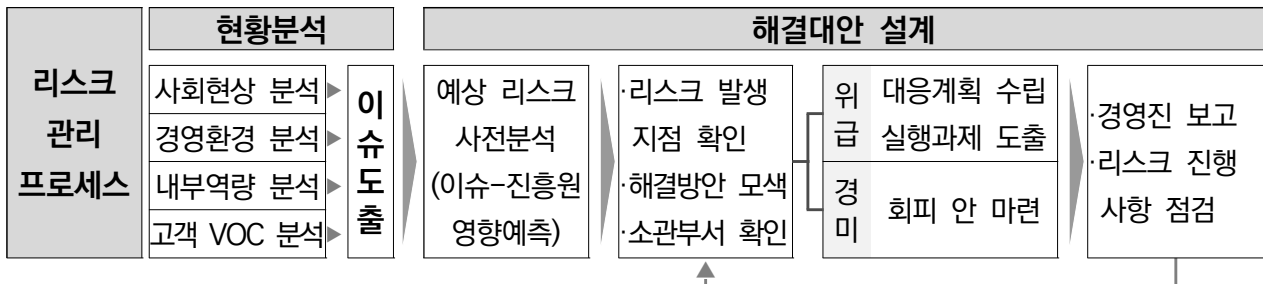 현황분석
해결대안 설계
리스크
관리
프로세스
사회현상 분석
경영환경 분석
내부역량 분석
고객 VOC 분석
이
슈
도
출
예상 리스크
사전분석
(이슈-진흥원
영향예측)
·리스크 발생
지점 확인
·해결방안 모색
·소관부서 확인
위
급
대응계획 수립
실행과제 도출
경
미
회피 안 마련
·경영진 보고
·리스크 진행
사항 점검